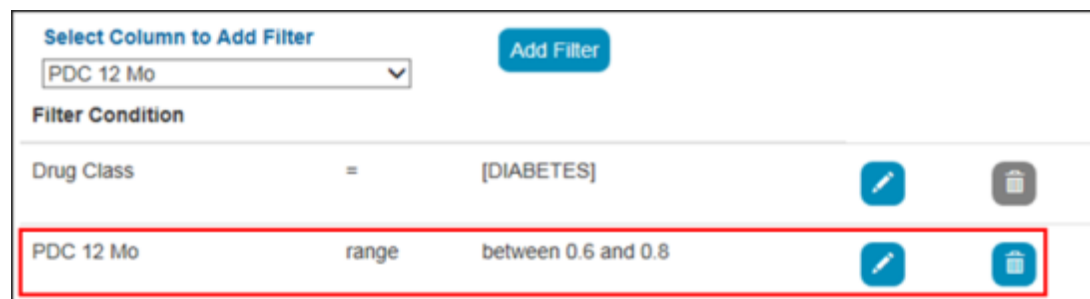 Select Column to Add Filter
Add Filter
PDC 12 Mo
Filter Condition
Drug Class = [DIABETES]
PDC 12 Mo range between 0.6 and 0.8